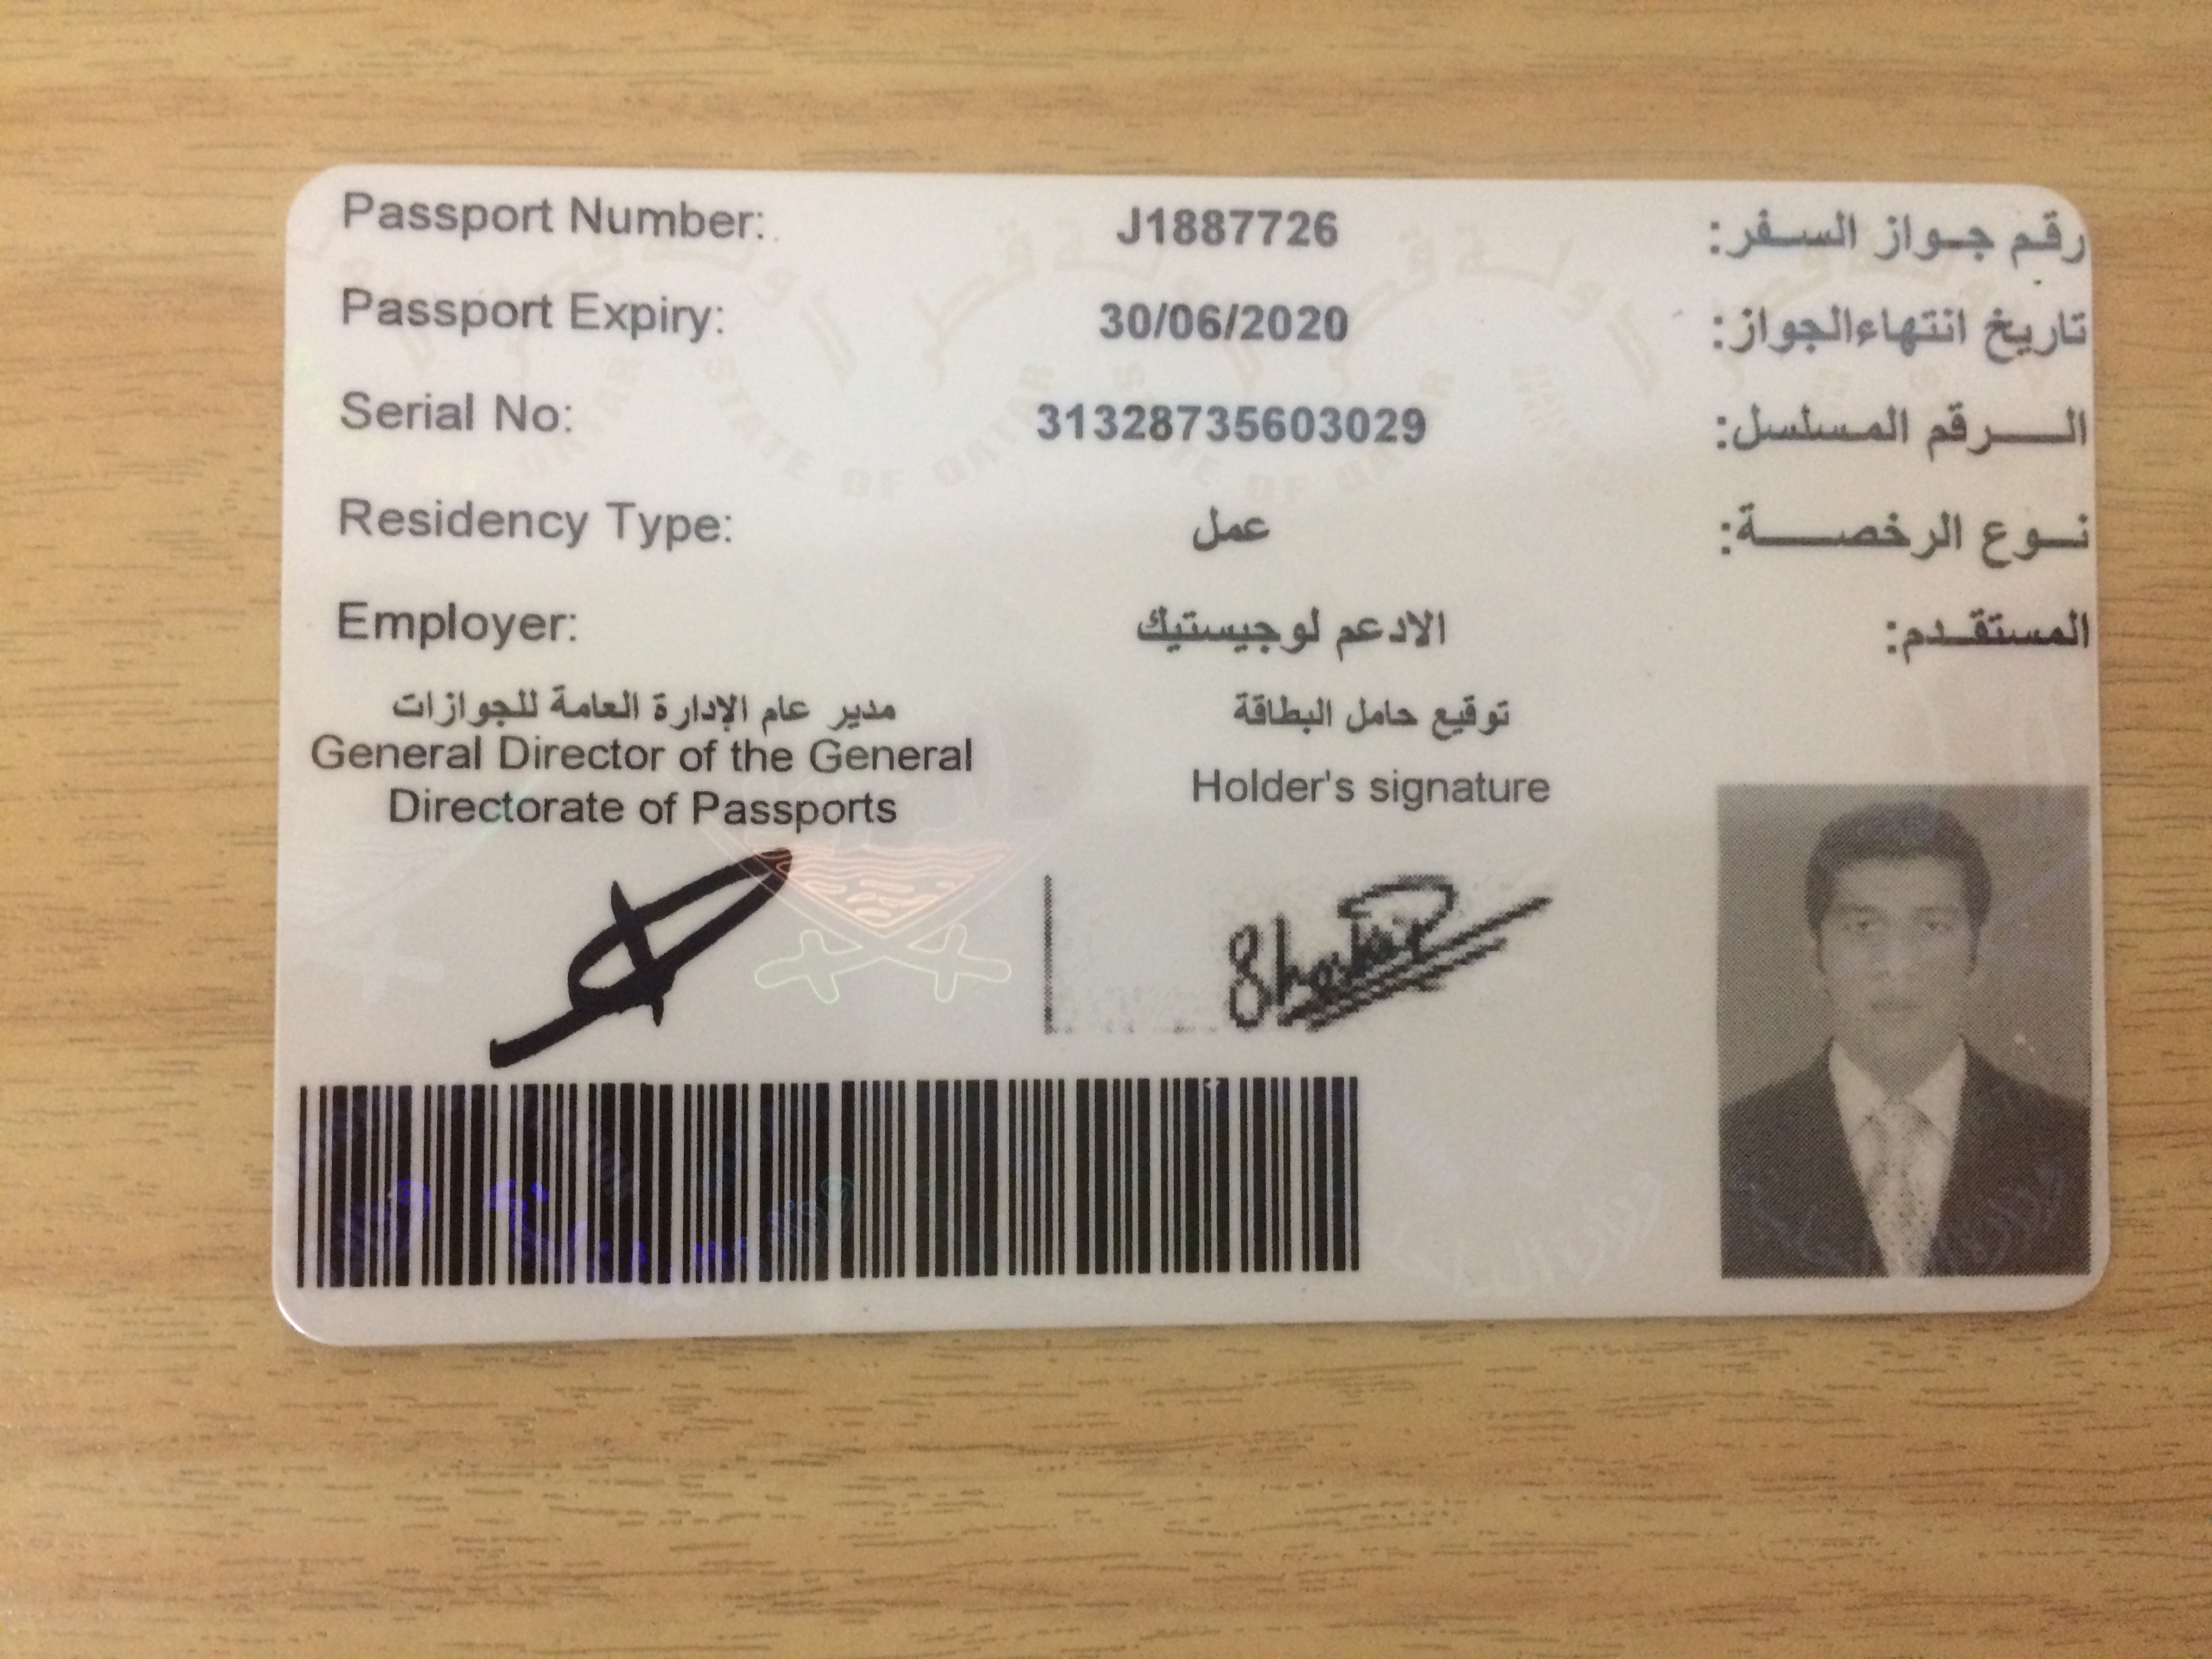 Passport Number: J1887726 رقم جواز السفر:
Passport Expiry: 30/06/2020 تاريخ انتهاءالجواز:
Serial No: 31328735603029 الرقم المسلسل:
Residency Type: عمل نوع الرخصة:
Employer: الادعم لوجيستيك المستقدم:
مدير عام الإدارة العامة للجوازات
General Director of the General
Directorate of Passports
توقيع حامل البطاقة
Holder's signature